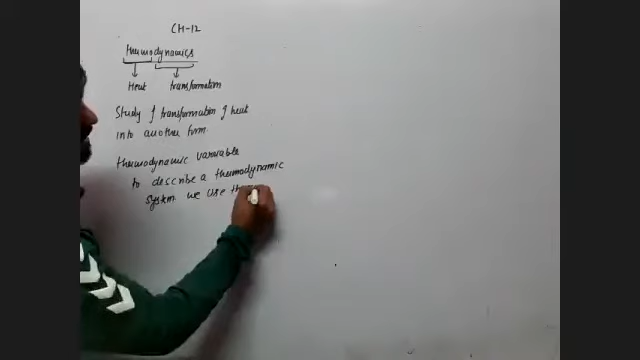 CH-12
thermodynamics
Heat transformation
Study of transformation of heat
into another form.
thermodynamic variable
to describe a thermodynamic
system we use